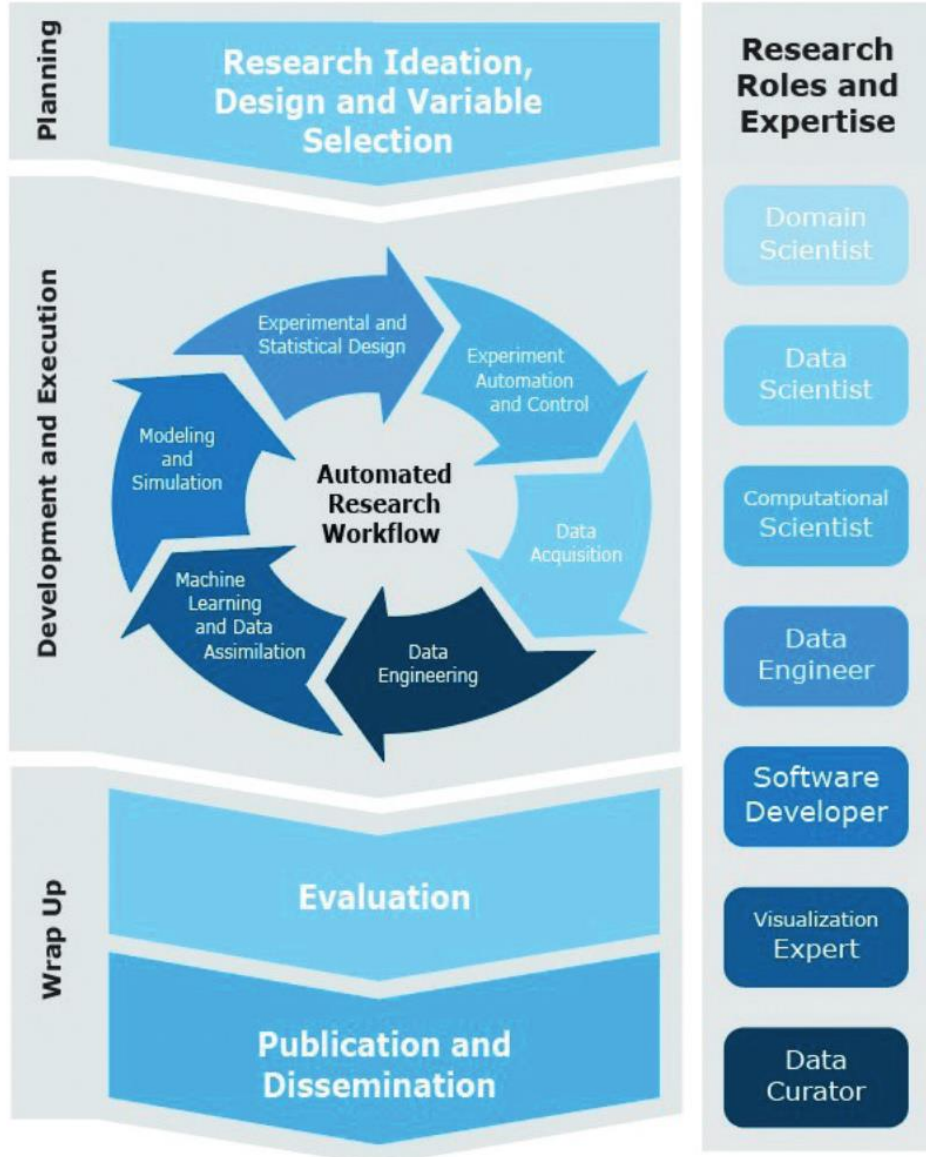 Planning
Research Ideation,
Design and Variable
Selection
Development and Execution
Experimental and
Statistical Design
Experiment
Automation
and Control
Data
Acquisition
Data
Engineering
Machine
Learning
and Data
Assimilation
Modeling
and
Simulation
Automated
Research
Workflow
Wrap Up
Evaluation
Publication and
Dissemination
Research
Roles and
Expertise
Domain
Scientist
Data
Scientist
Computational
Scientist
Data
Engineer
Software
Developer
Visualization
Expert
Data
Curator